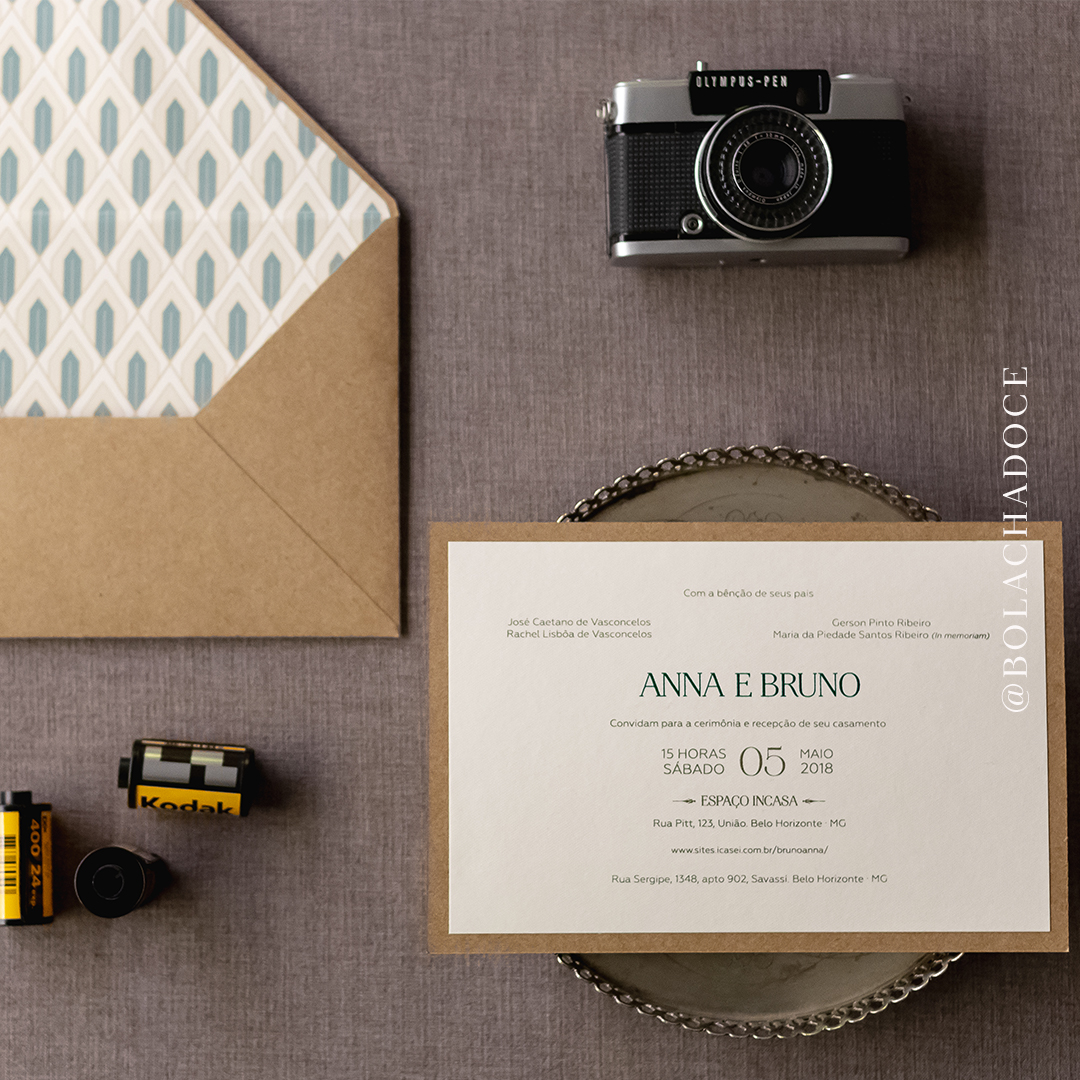 OLYMPUS-PEN
@BOLACHADOCE
Com a bênção de seus pais
José Caetano de Vasconcelos
Rachel Lisbôa de Vasconcelos
Gerson Pinto Ribeiro
Maria da Piedade Santos Ribeiro (In memoriam)
ANNA E BRUNO
Convidam para a cerimônia e recepção de seu casamento
15 HORAS
SÁBADO
05
MAIO
2018
ESPAÇO INCASA
Rua Pitt, 123, União. Belo Horizonte · MG
www.sites.icasei.com.br/brunoanna/
Rua Sergipe, 1348, apto 902, Savassi. Belo Horizonte · MG
Kodak
400 24 exp